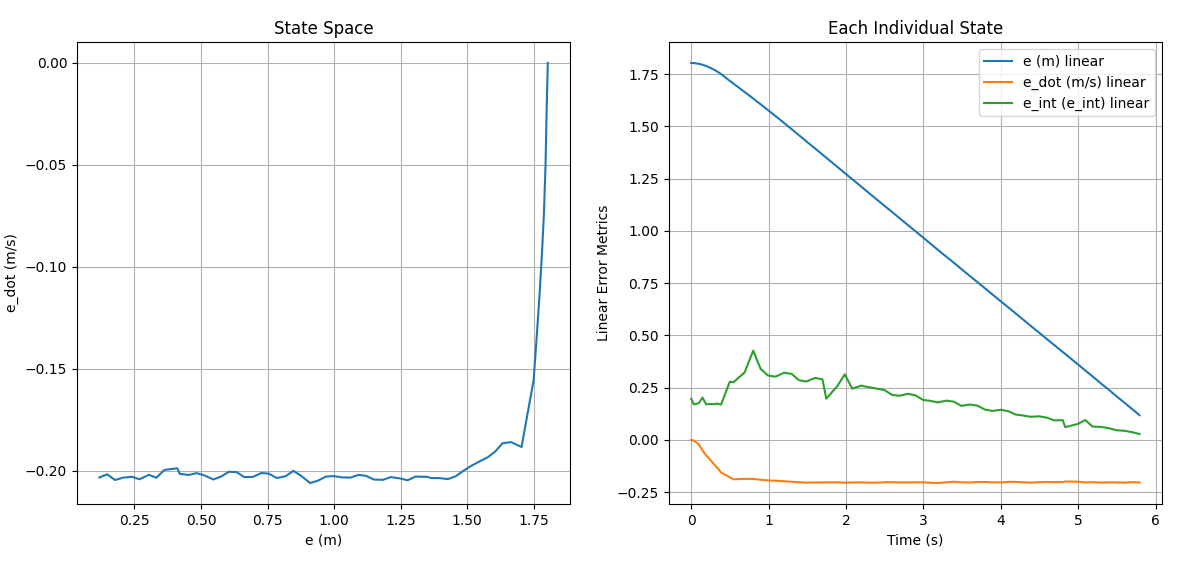 State Space
0.00
−0.05
−0.10
−0.15
−0.20
e_dot (m/s)
0.25 0.50 0.75 1.00 1.25 1.50 1.75
e (m)
Each Individual State
e (m) linear
e_dot (m/s) linear
e_int (e_int) linear
1.75
1.50
1.25
1.00
0.75
0.50
0.25
0.00
−0.25
Linear Error Metrics
0 1 2 3 4 5 6
Time (s)